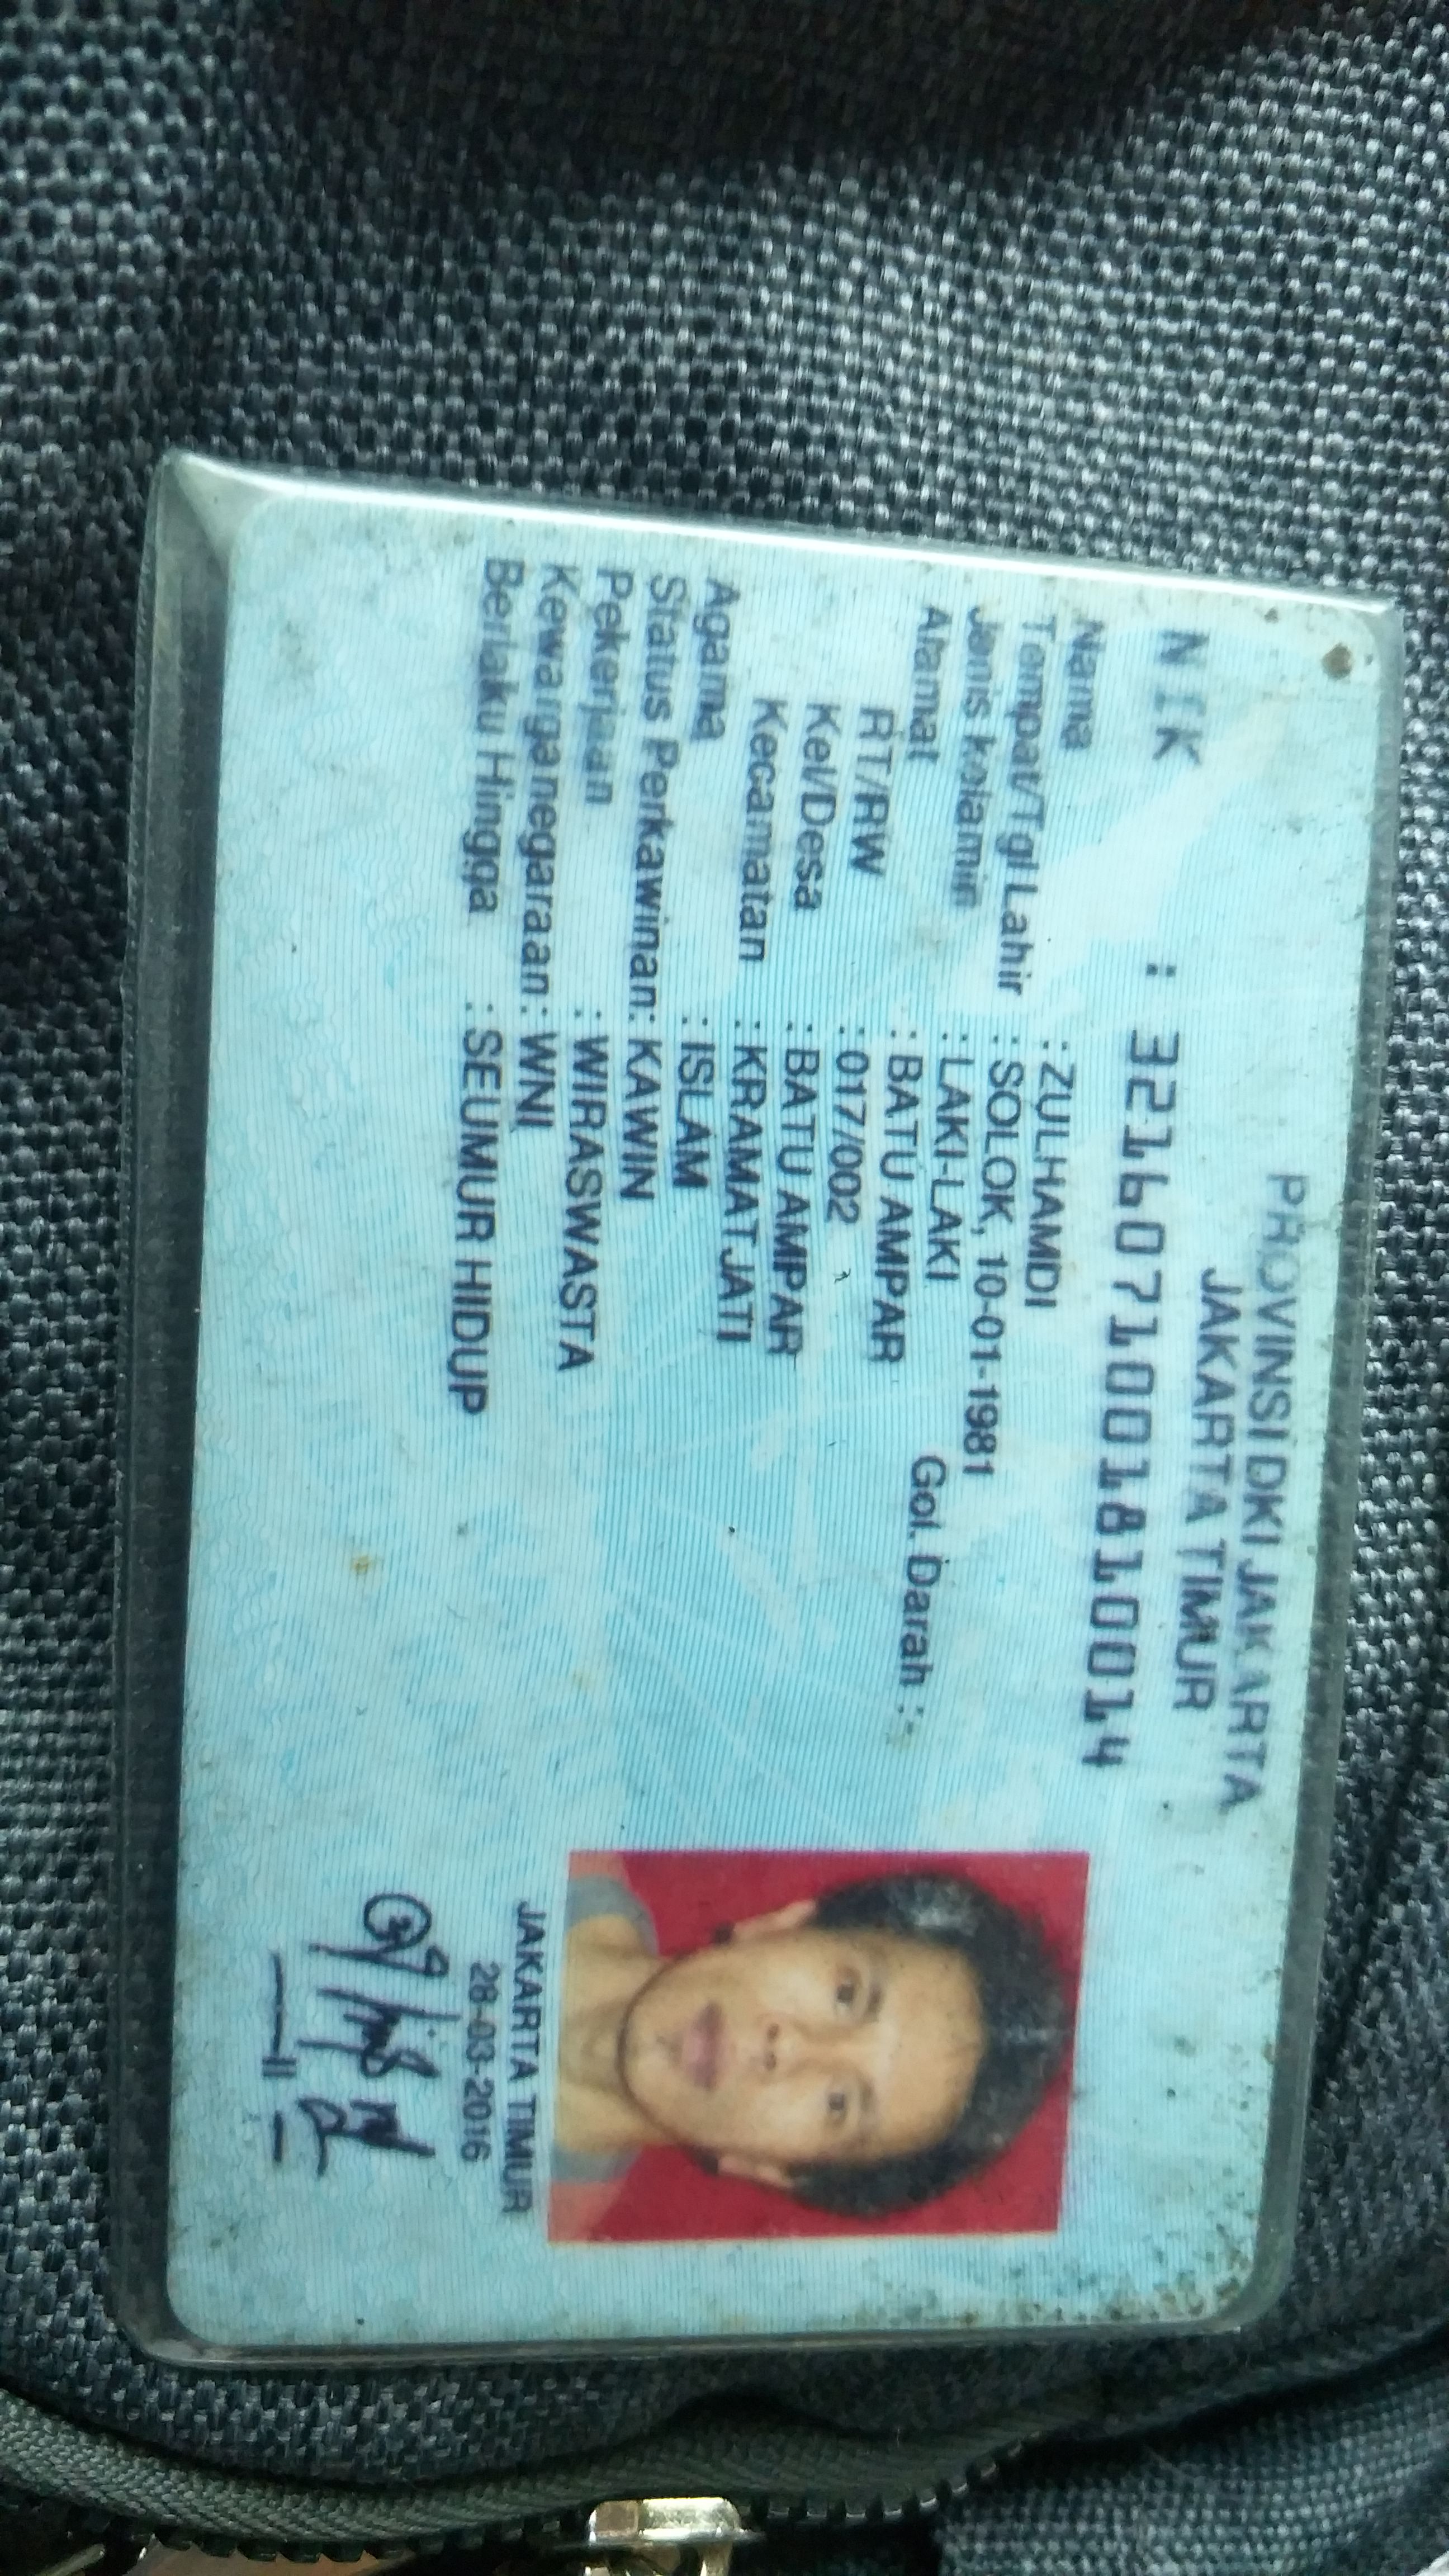 PROVINSI DKI JAKARTA
JAKARTA TIMUR
NIK : 3216071001810014
Nama : ZULHAMDI
Tempat/Tgl Lahir : SOLOK, 10-01-1981
Jenis kelamin : LAKI-LAKI Gol. Darah :-
Alamat : BATU AMPAR
RT/RW : 017/002
Kel/Desa : BATU AMPAR
Kecamatan : KRAMATJATI
Agama : ISLAM
Status Perkawinan: KAWIN
Pekerjaan : WIRASWASTA
Kewarganegaraan: WNI
Berlaku Hingga : SEUMUR HIDUP
JAKARTA TIMUR
28-03-2016